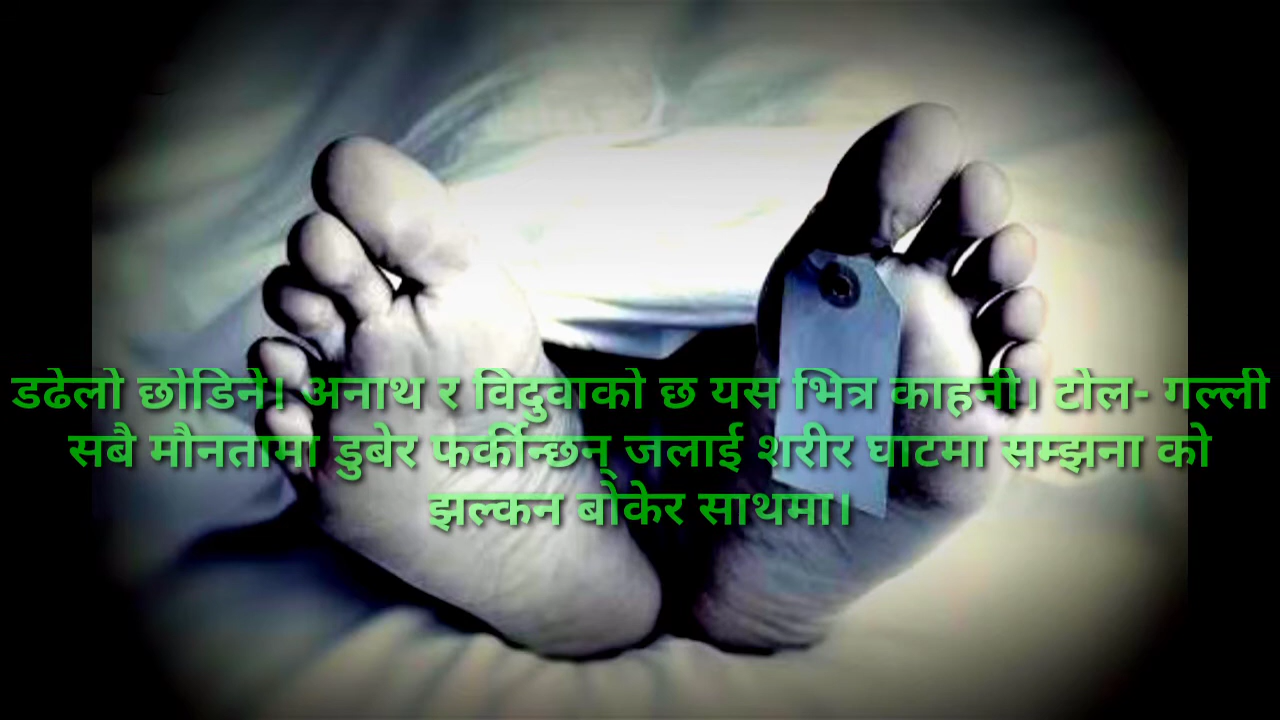 डढेलो छोडिने। अनाथ र विदुवाको छ यस भित्र काहनी। टोल- गल्ली
सबै मौनतामा डुबेर फर्कीन्छन् जलाई शरीर घाटमा सम्झना को
झल्कन बोकेर साथमा।